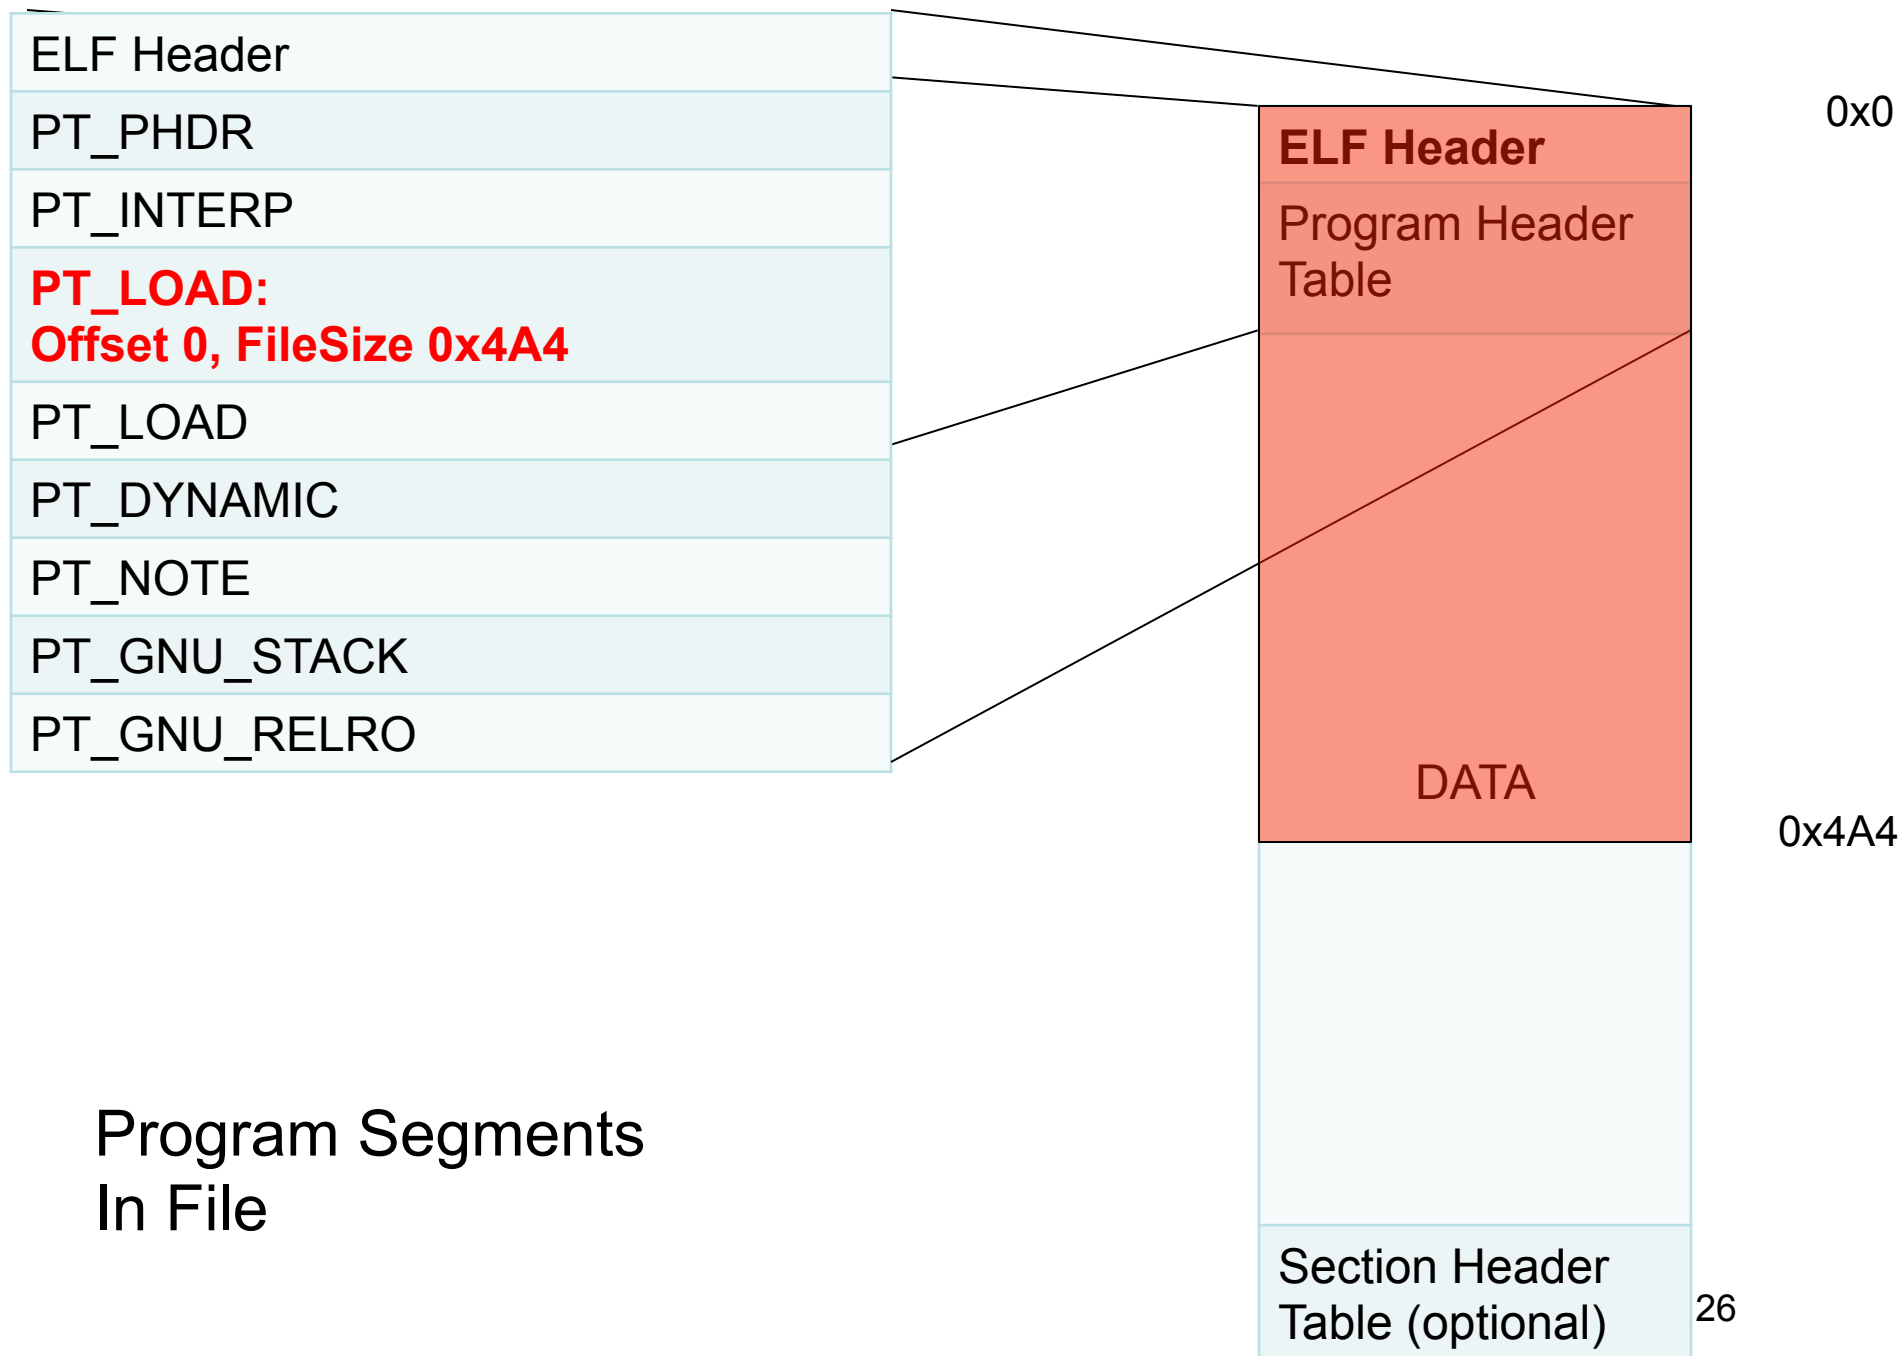 ELF Header
PT_PHDR
PT_INTERP
PT_LOAD:
Offset 0, FileSize 0x4A4
PT_LOAD
PT_DYNAMIC
PT_NOTE
PT_GNU_STACK
PT_GNU_RELRO
Program Segments
In File
0x0
ELF Header
Program Header
Table
DATA
0x4A4
Section Header
Table (optional)
26